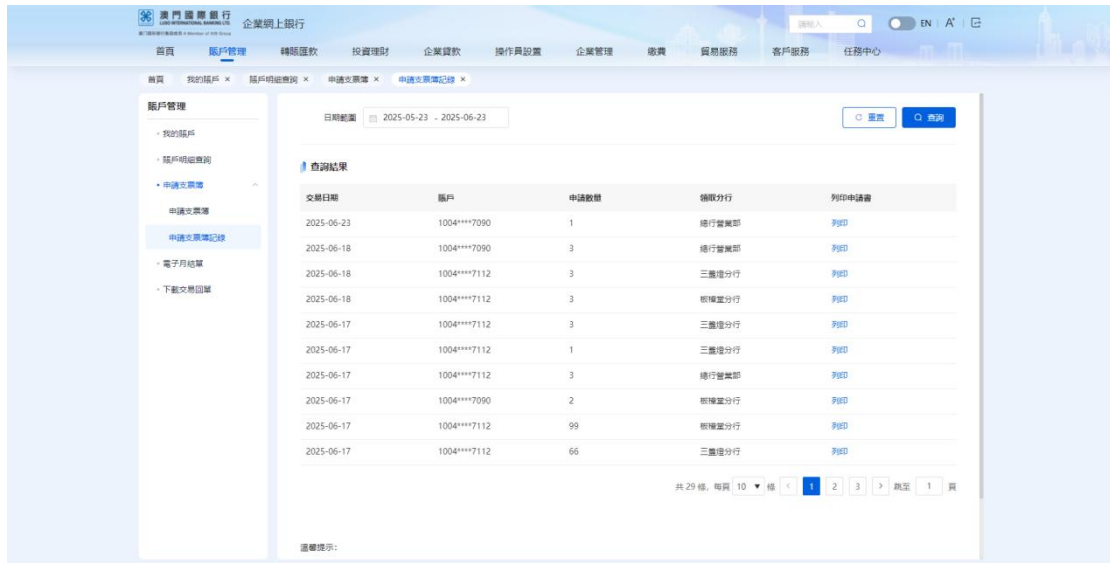 澳門國際銀行 企業網上銀行
LUSO INTERNATIONAL BANKING LTD.
請輸入 EN A⁺
首頁 賬戶管理 轉賬匯款 投資理財 企業貸款 操作員設置 企業管理 繳費 貿易服務 客戶服務 任務中心
首頁 我的賬戶 × 賬戶明細查詢 × 申請支票簿 × 申請支票簿記錄 ×
賬戶管理
我的賬戶
賬戶明細查詢
申請支票簿
申請支票簿
申請支票簿記錄
電子月結單
下載交易回單
日期範圍 2025-05-23 - 2025-06-23 重置 查詢
查詢結果
交易日期 賬戶 申請數量 領取分行 列印申請書
2025-06-23 1004****7090 1 總行營業部 列印
2025-06-18 1004****7090 3 總行營業部 列印
2025-06-18 1004****7112 3 三盞燈分行 列印
2025-06-18 1004****7112 3 板樟堂分行 列印
2025-06-17 1004****7112 3 三盞燈分行 列印
2025-06-17 1004****7112 1 三盞燈分行 列印
2025-06-17 1004****7112 3 總行營業部 列印
2025-06-17 1004****7090 2 板樟堂分行 列印
2025-06-17 1004****7112 99 板樟堂分行 列印
2025-06-17 1004****7112 66 三盞燈分行 列印
共 29 條, 每頁 10 ▼ 條 < 1 2 3 > 跳至 1 頁
溫馨提示: